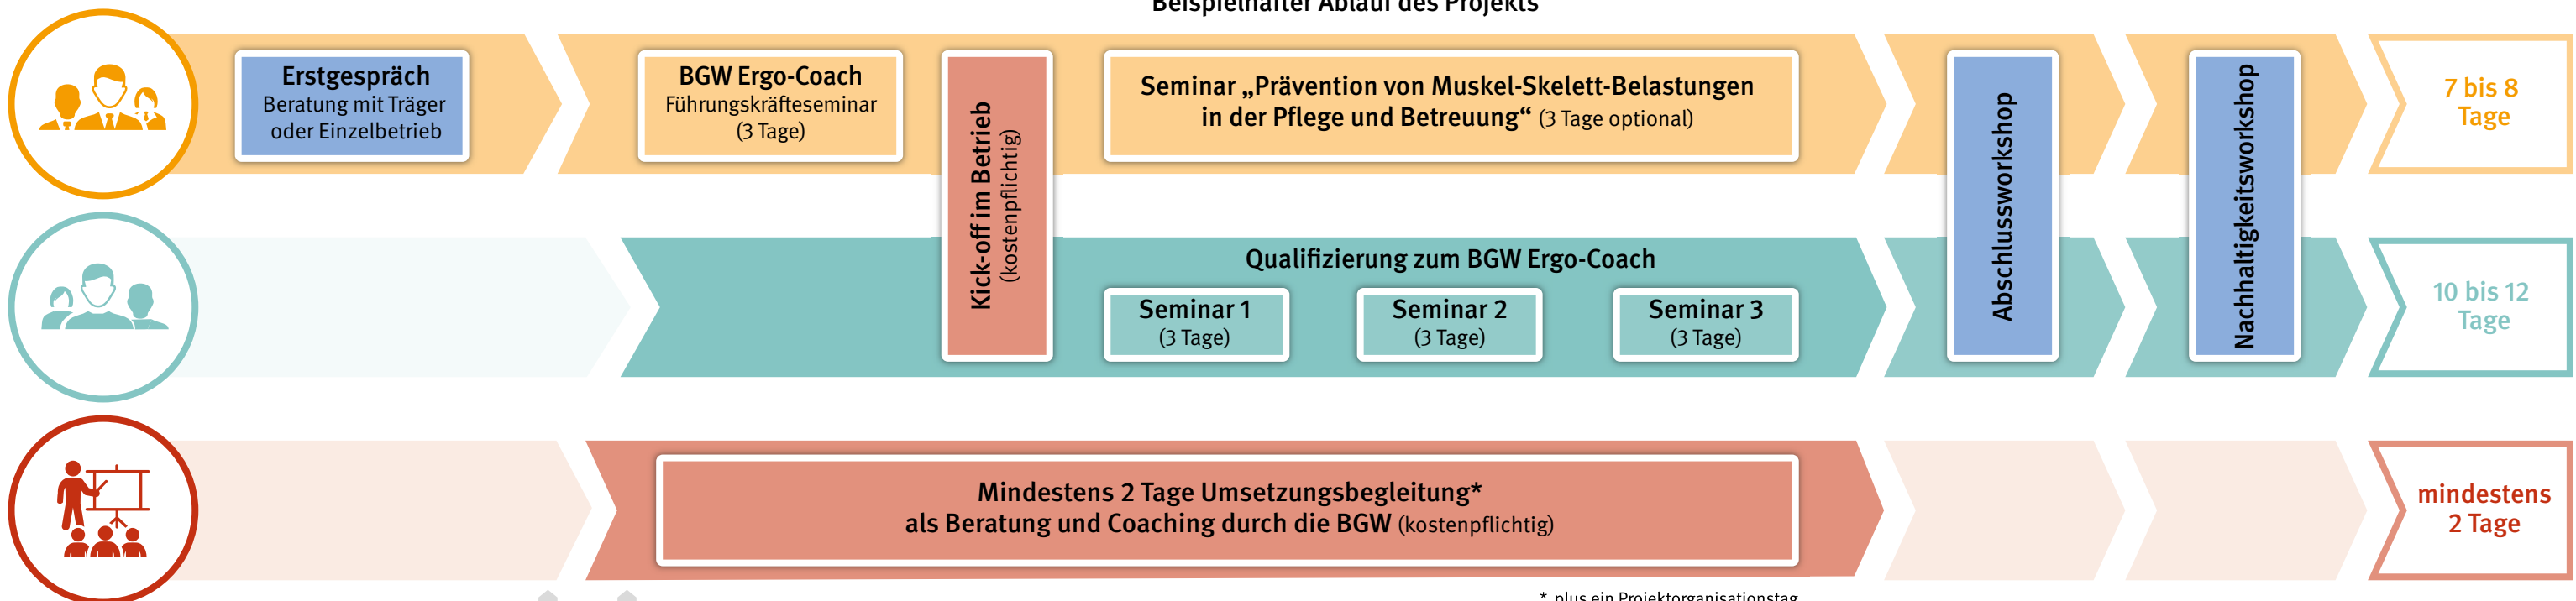 Beispielhafter Ablauf des Projekts
Erstgespräch
Beratung mit Träger
oder Einzelbetrieb
BGW Ergo-Coach
Führungskräfteseminar
(3 Tage)
Kick-off im Betrieb
(kostenpflichtig)
Seminar „Prävention von Muskel-Skelett-Belastungen
in der Pflege und Betreuung“ (3 Tage optional)
Abschlussworkshop
Nachhaltigkeitsworkshop
7 bis 8
Tage
Qualifizierung zum BGW Ergo-Coach
Seminar 1
(3 Tage)
Seminar 2
(3 Tage)
Seminar 3
(3 Tage)
10 bis 12
Tage
Mindestens 2 Tage Umsetzungsbegleitung*
als Beratung und Coaching durch die BGW (kostenpflichtig)
mindestens
2 Tage
* plus ein Projektorganisationstag